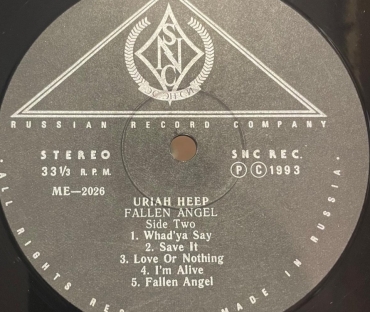 SNC
RUSSIAN RECORD COMPANY
STEREO
33⅓ R.P.M.
ME—2026
SNC REC.
Ⓟ Ⓒ 1993
URIAH HEEP
FALLEN ANGEL
Side Two
1. Whad'ya Say
2. Save It
3. Love or Nothing
4. I'm Alive
5. Fallen Angel
ALL RIGHTS RE
MADE IN RUSSIA.